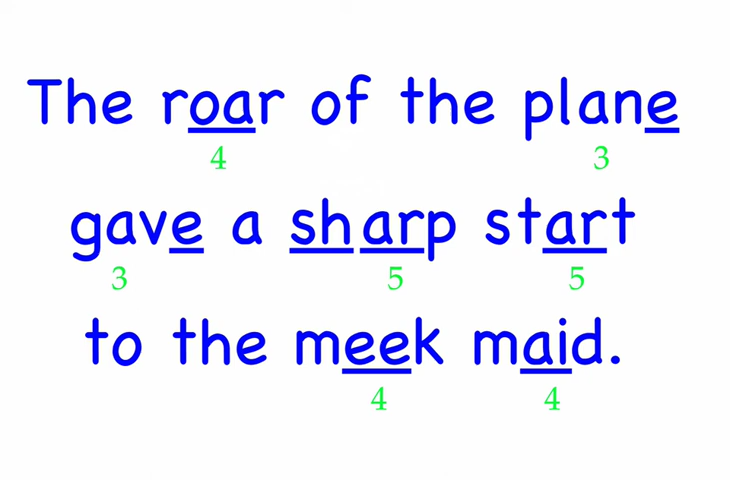 The roar of the plane
4 3
gave a sharp start
3 5 5
to the meek maid.
4 4